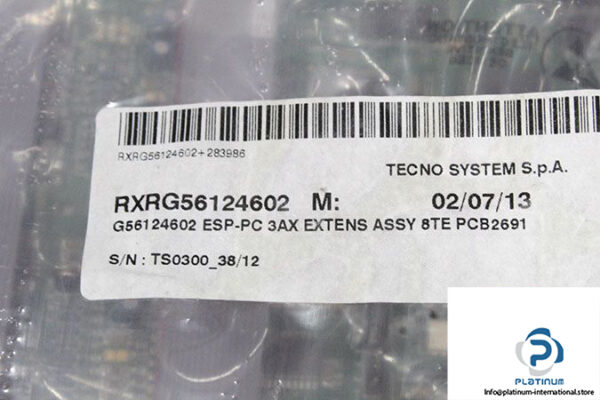 ATTENTION
RXRG56124602+283986
TECNO SYSTEM S.p.A.
RXRG56124602 M: 02/07/13
G56124602 ESP-PC 3AX EXTENS ASSY 8TE PCB2691
S/N : TS0300_38/12
PLATINUM
Info@platinum-international.store